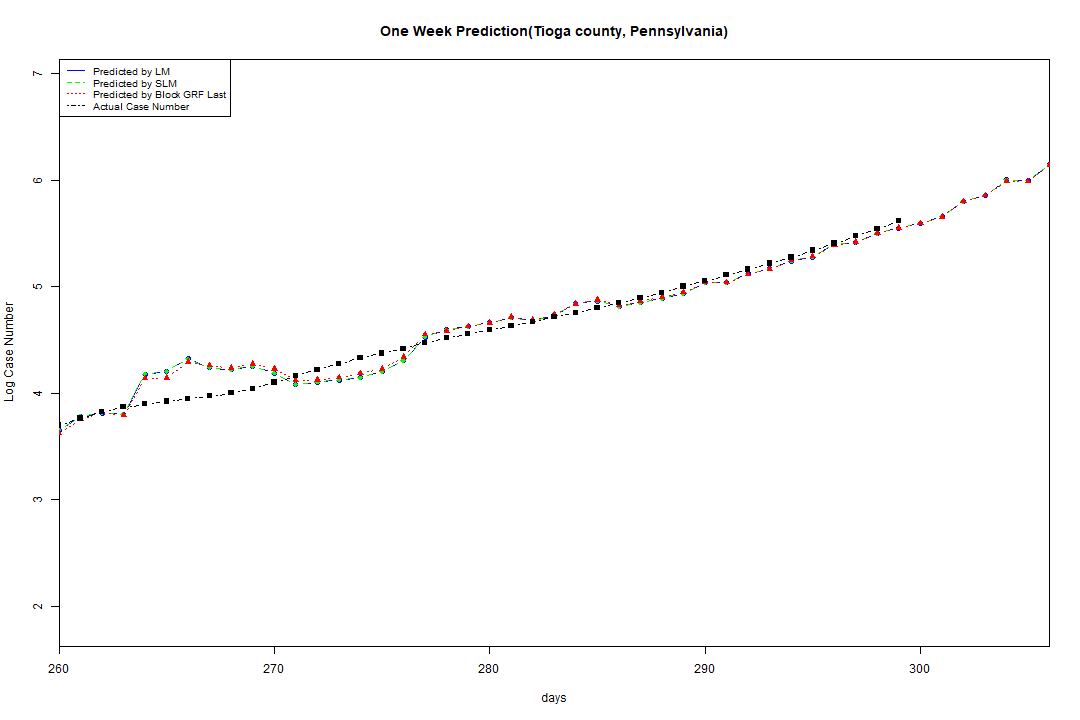 One Week Prediction(Tioga county, Pennsylvania)
Predicted by LM
Predicted by SLM
Predicted by Block GRF Last
Actual Case Number
7
6
5
4
3
2
Log Case Number
260 270 280 290 300
days